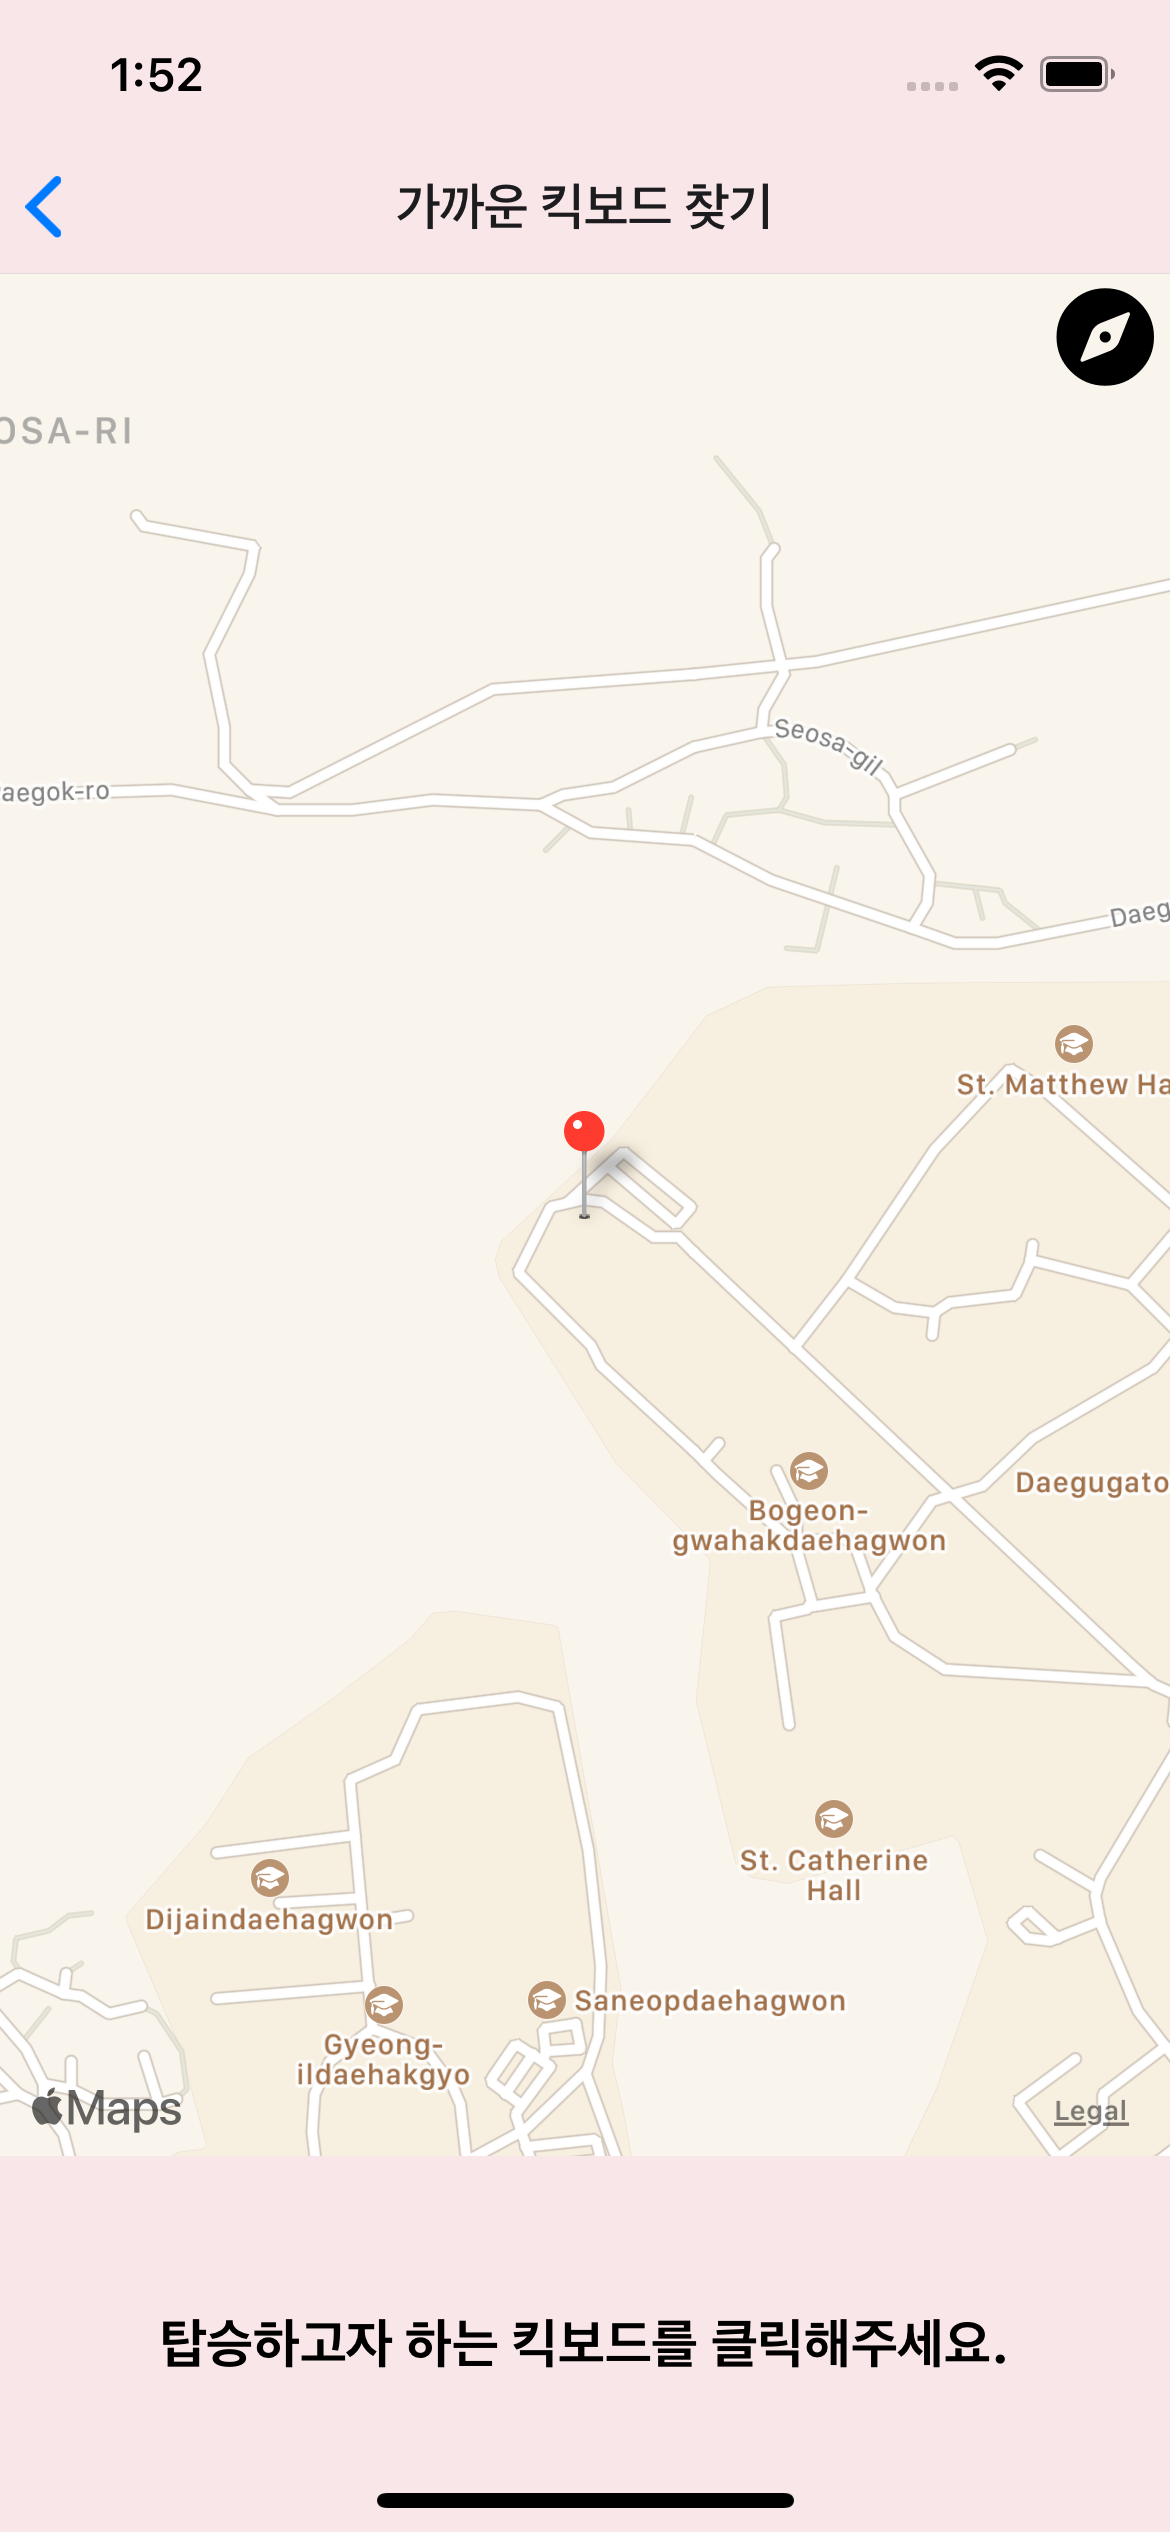 1:52
가까운 킥보드 찾기
OSA-RI
Seosa-gil
aegok-ro
Daeg
St. Matthew Ha
Daegugato
Bogeon-
gwahakdaehagwon
St. Catherine
Hall
Dijaindaehagwon
Saneopdaehagwon
Gyeong-
ildaehakgyo
Maps
Legal
탑승하고자 하는 킥보드를 클릭해주세요.